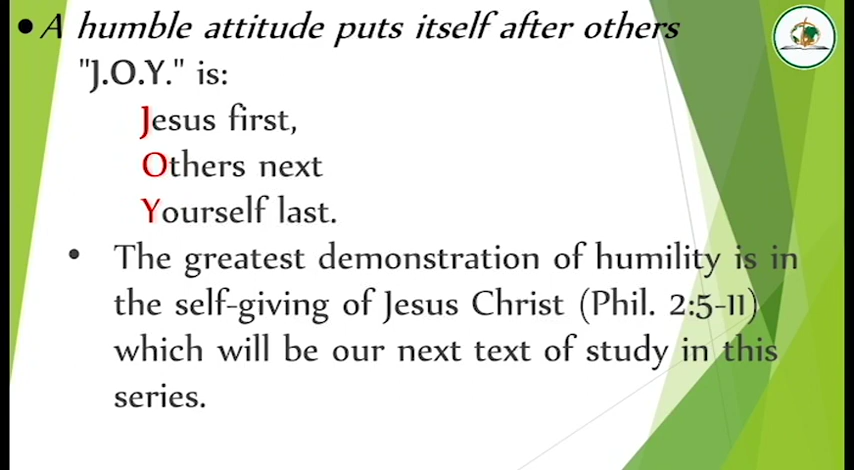 • A humble attitude puts itself after others
"J.O.Y." is:
Jesus first,
Others next
Yourself last.
• The greatest demonstration of humility is in
the self-giving of Jesus Christ (Phil. 2:5-11)
which will be our next text of study in this
series.